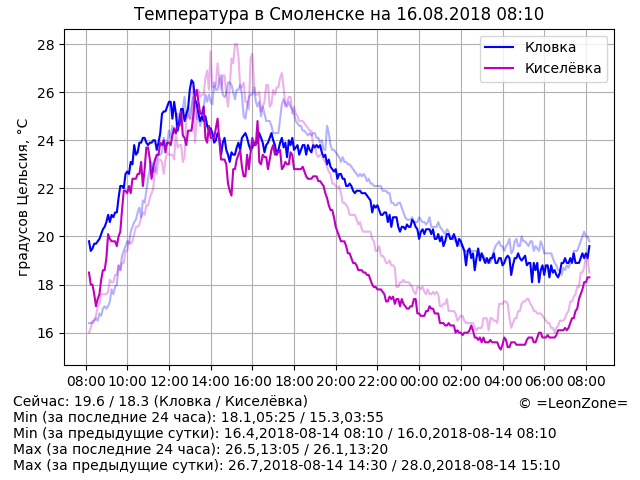 Температура в Смоленске на 16.08.2018 08:10
градусов Цельсия, °C
28
26
24
22
20
18
16
Кловка
Киселёвка
08:00 10:00 12:00 14:00 16:00 18:00 20:00 22:00 00:00 02:00 04:00 06:00 08:00
Сейчас: 19.6 / 18.3 (Кловка / Киселёвка)
© =LeonZone=
Min (за последние 24 часа): 18.1,05:25 / 15.3,03:55
Min (за предыдущие сутки): 16.4,2018-08-14 08:10 / 16.0,2018-08-14 08:10
Max (за последние 24 часа): 26.5,13:05 / 26.1,13:20
Max (за предыдущие сутки): 26.7,2018-08-14 14:30 / 28.0,2018-08-14 15:10